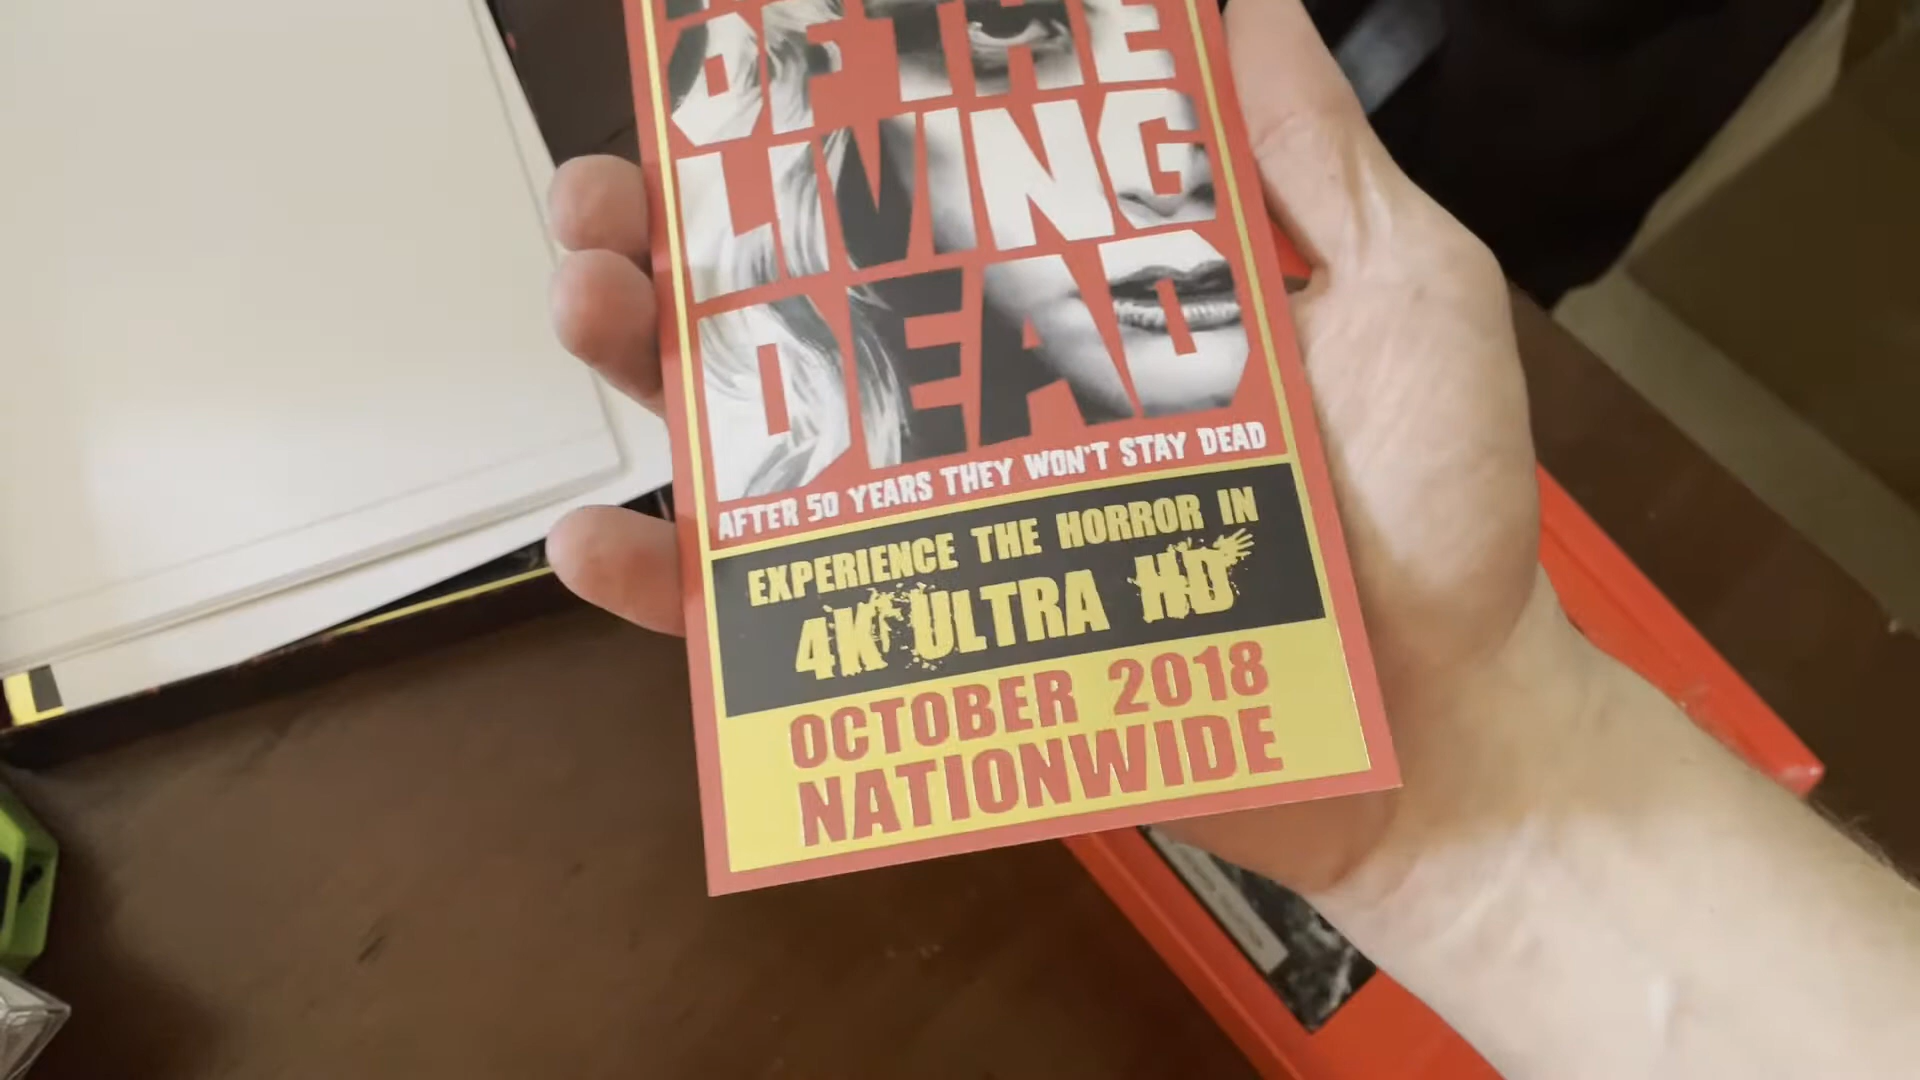 OF THE
LIVING
DEAD
AFTER 50 YEARS THEY WON'T STAY DEAD
EXPERIENCE THE HORROR IN
4K ULTRA HD
OCTOBER 2018
NATIONWIDE